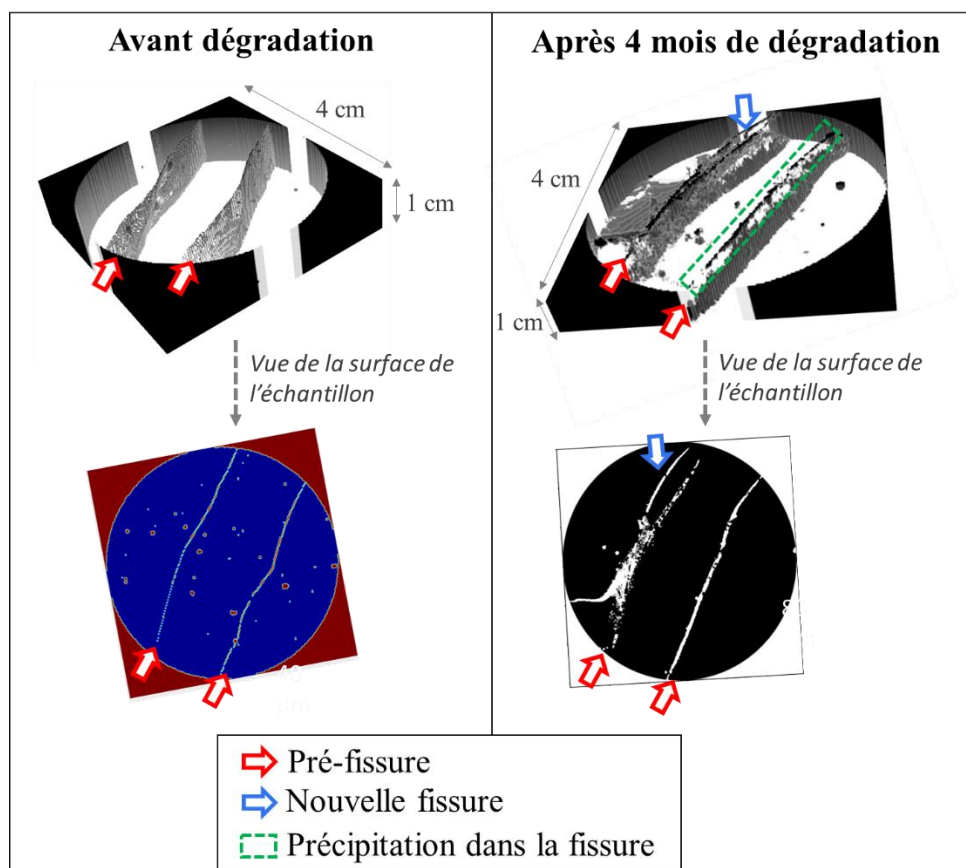 Avant dégradation
Après 4 mois de dégradation
4 cm
1 cm
4 cm
1 cm
Vue de la surface de
l'échantillon
Vue de la surface de
l'échantillon
µm
Pré-fissure
Nouvelle fissure
Précipitation dans la fissure